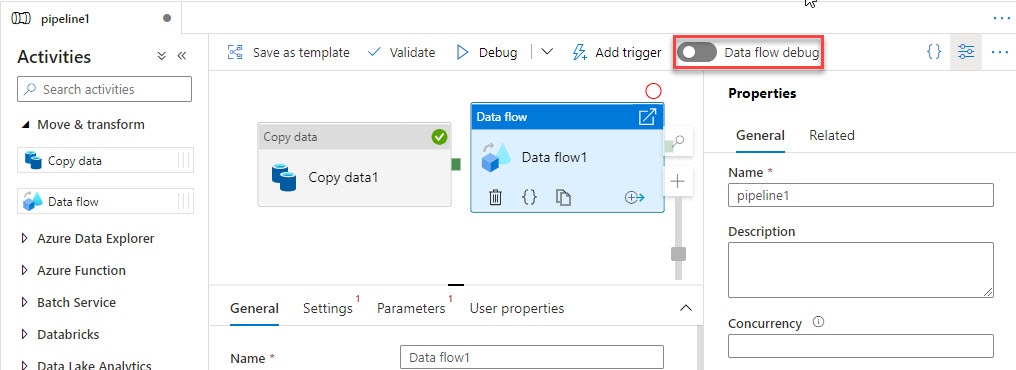 pipeline1
Activities
Search activities
Move & transform
Copy data
Data flow
Azure Data Explorer
Azure Function
Batch Service
Databricks
Data Lake Analytics
Save as template Validate Debug Add trigger Data flow debug
Copy data
Copy data1
Data flow
Data flow1
{}
General Settings 1 Parameters 1 User properties
Name * Data flow1
{}
Properties
General Related
Name *
pipeline1
Description
Concurrency